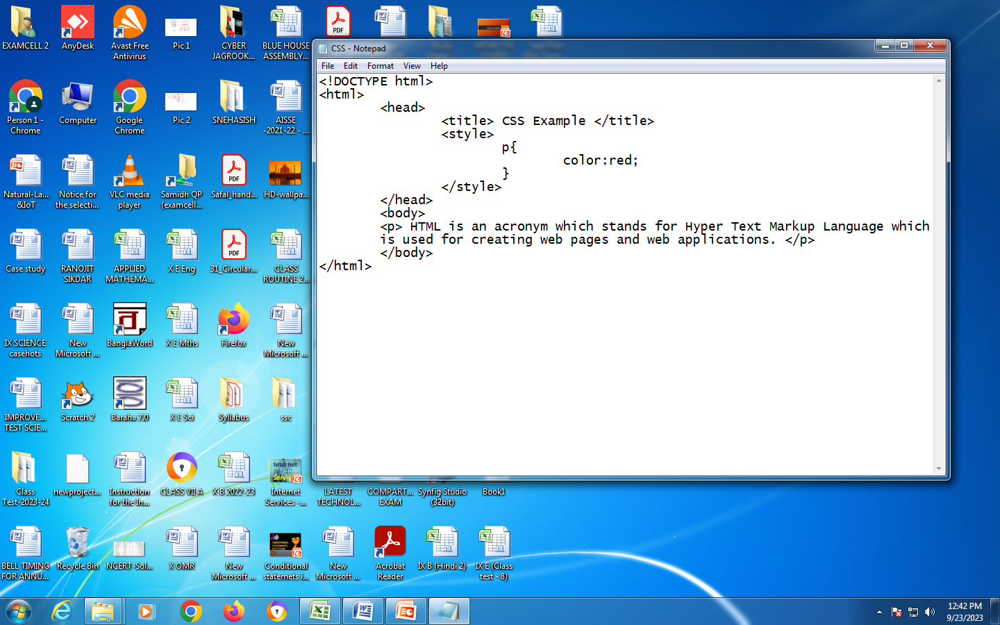 EXAMCELL 2
AnyDesk
Avast Free
Antivirus
Pic 1
CYBER
JAGROOK...
BLUE HOUSE
ASSEMBLY...
PDF
Person 1 -
Chrome
Computer
Google
Chrome
Pic 2
SNEHASISH
AISSE
-2021-22 - ...
Natural-La...
&IoT
Notice for
the selecti...
VLC media
player
Samidh QP
(examcell...
PDF
Safal_hand...
HD-wallpa...
Case study
RANOJIT
SIKDAR
APPLIED
MATHEMA...
X E Eng
PDF
31_Circular...
CLASS
ROUTINE 2...
IX SCIENCE
casehots
New
Microsoft ...
BanglaWord
X E Mths
Firefox
New
Microsoft ...
IMPROVE...
TEST SCIE...
Scratch 2
Baraha 7.0
X E Sci
Syllabus
ssc
Class
Test-2023-24
newproject...
Instruction
for the In...
CLASS VII A
X B 2022-23
Internet
Services -...
LATEST
TECHNOL...
COMPART...
EXAM
Synfig Studio
(32bit)
Book1
BELL TIMING
FOR ANNU...
Recycle Bin
NCERT-Sol...
X OMR
New
Microsoft ...
Conditional
statemets i...
New
Microsoft ...
Acrobat
Reader
IX B (Hindi 2)
IX E (Class
test - 8)
CSS - Notepad
File Edit Format View Help
<!DOCTYPE html>
<html>
<head>
<title> CSS Example </title>
<style>
p{
color:red;
}
</style>
</head>
<body>
<p> HTML is an acronym which stands for Hyper Text Markup Language which
is used for creating web pages and web applications. </p>
</body>
</html>
12:42 PM
9/23/2023